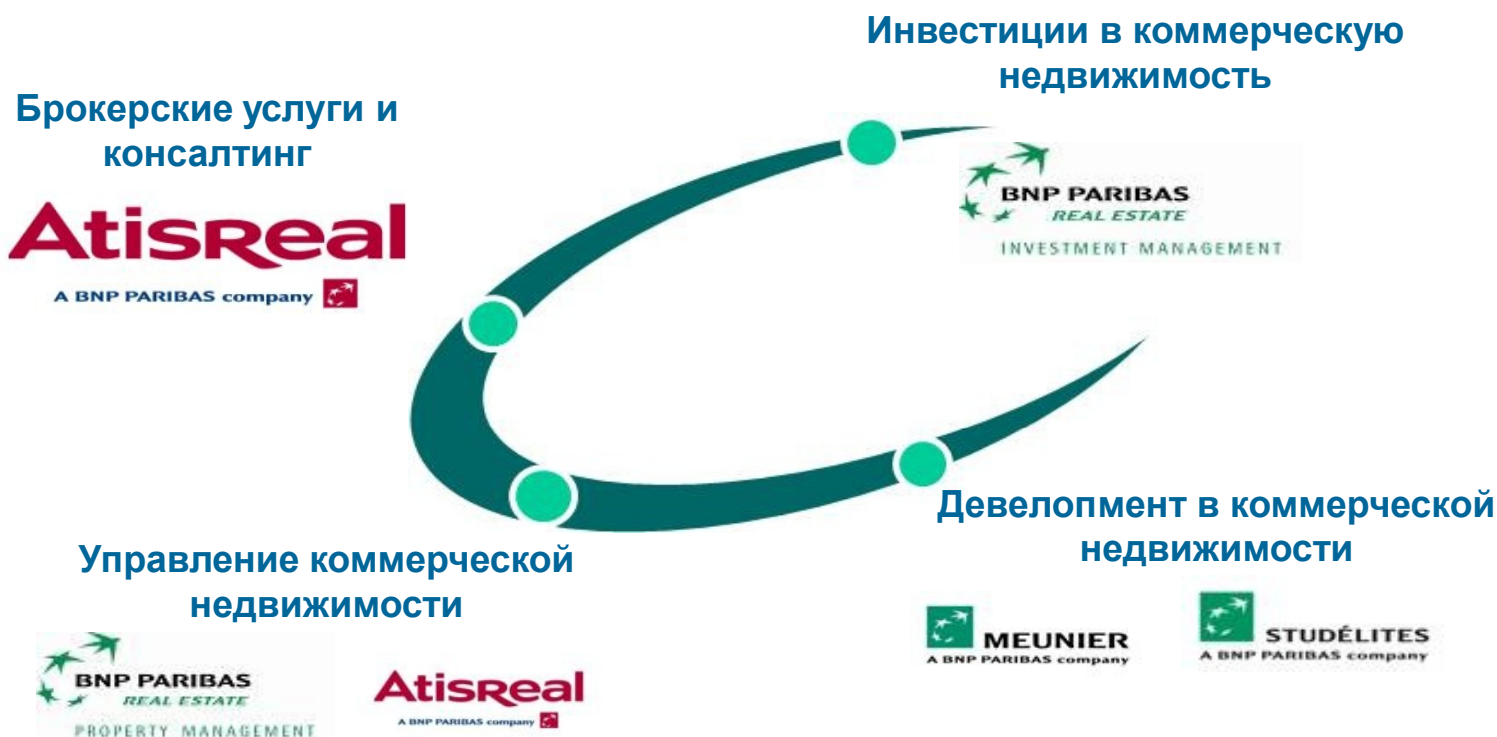 Инвестиции в коммерческую
недвижимость
Брокерские услуги и
консалтинг
AtisReal
A BNP PARIBAS company
BNP PARIBAS
REAL ESTATE
INVESTMENT MANAGEMENT
Управление коммерческой
недвижимости
BNP PARIBAS
REAL ESTATE
PROPERTY MANAGEMENT
AtisReal
A BNP PARIBAS company
Девелопмент в коммерческой
недвижимости
MEUNIER
A BNP PARIBAS company
STUDÉLITES
A BNP PARIBAS company